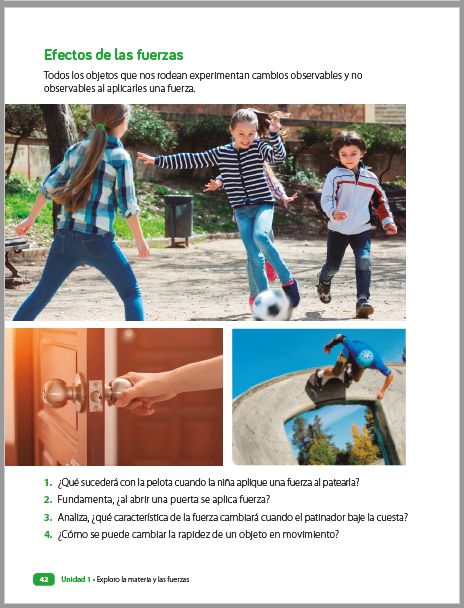 Efectos de las fuerzas
Todos los objetos que nos rodean experimentan cambios observables y no
observables al aplicarles una fuerza.
1. ¿Qué sucederá con la pelota cuando la niña aplique una fuerza al patearla?
2. Fundamenta, ¿al abrir una puerta se aplica fuerza?
3. Analiza, ¿qué característica de la fuerza cambiará cuando el patinador baje la cuesta?
4. ¿Cómo se puede cambiar la rapidez de un objeto en movimiento?
42 Unidad 1 • Exploro la materia y las fuerzas